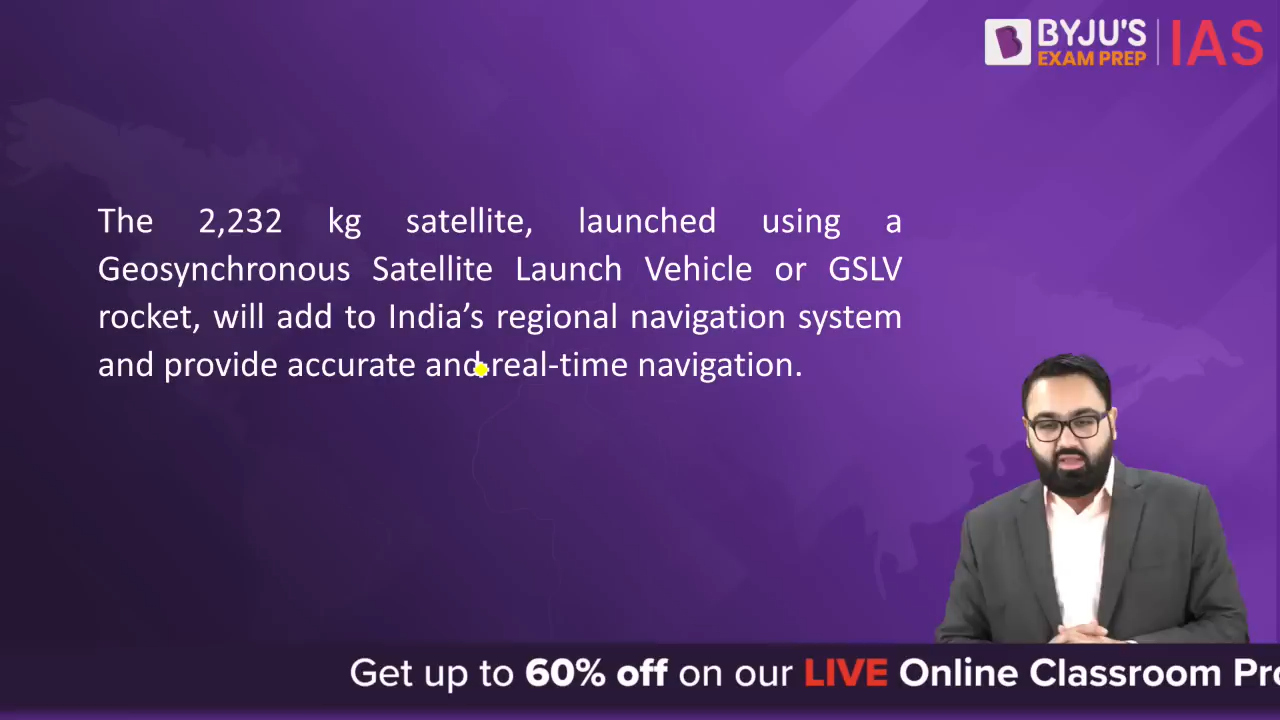 BYJU'S
EXAM PREP
IAS
The 2,232 kg satellite, launched using a
Geosynchronous Satellite Launch Vehicle or GSLV
rocket, will add to India’s regional navigation system
and provide accurate and real-time navigation.
Get up to 60% off on our LIVE Online Classroom Pro